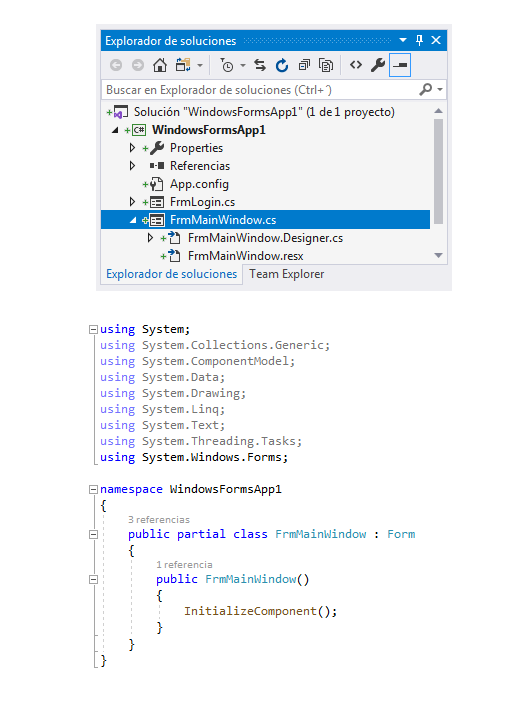 Explorador de soluciones
Buscar en Explorador de soluciones (Ctrl+´)
Solución "WindowsFormsApp1" (1 de 1 proyecto)
C# WindowsFormsApp1
Properties
Referencias
App.config
FrmLogin.cs
FrmMainWindow.cs
FrmMainWindow.Designer.cs
FrmMainWindow.resx
Explorador de soluciones Team Explorer
using System;
using System.Collections.Generic;
using System.ComponentModel;
using System.Data;
using System.Drawing;
using System.Linq;
using System.Text;
using System.Threading.Tasks;
using System.Windows.Forms;
namespace WindowsFormsApp1
{
3 referencias
public partial class FrmMainWindow : Form
{
1 referencia
public FrmMainWindow()
{
InitializeComponent();
}
}
}